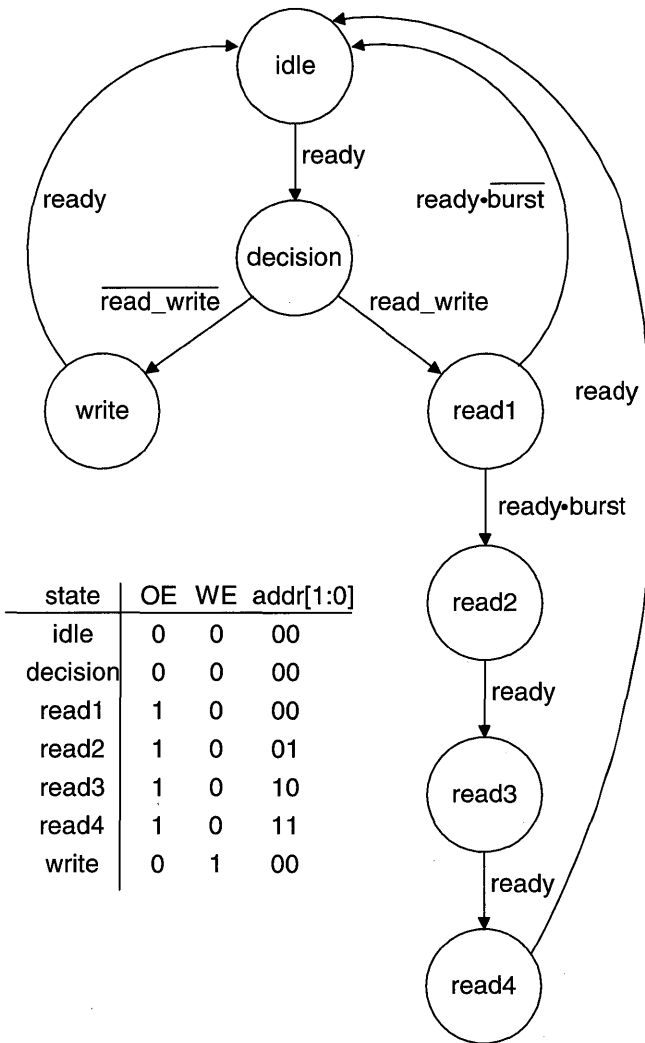 idle
ready
ready
ready•b̅u̅r̅s̅t̅
decision
r̅e̅a̅d̅_̅w̅r̅i̅t̅e̅
read_write
write
read1
ready
ready•burst
read2
ready
read3
ready
read4
state OE WE addr[1:0]
idle 0 0 00
decision 0 0 00
read1 1 0 00
read2 1 0 01
read3 1 0 10
read4 1 0 11
write 0 1 00